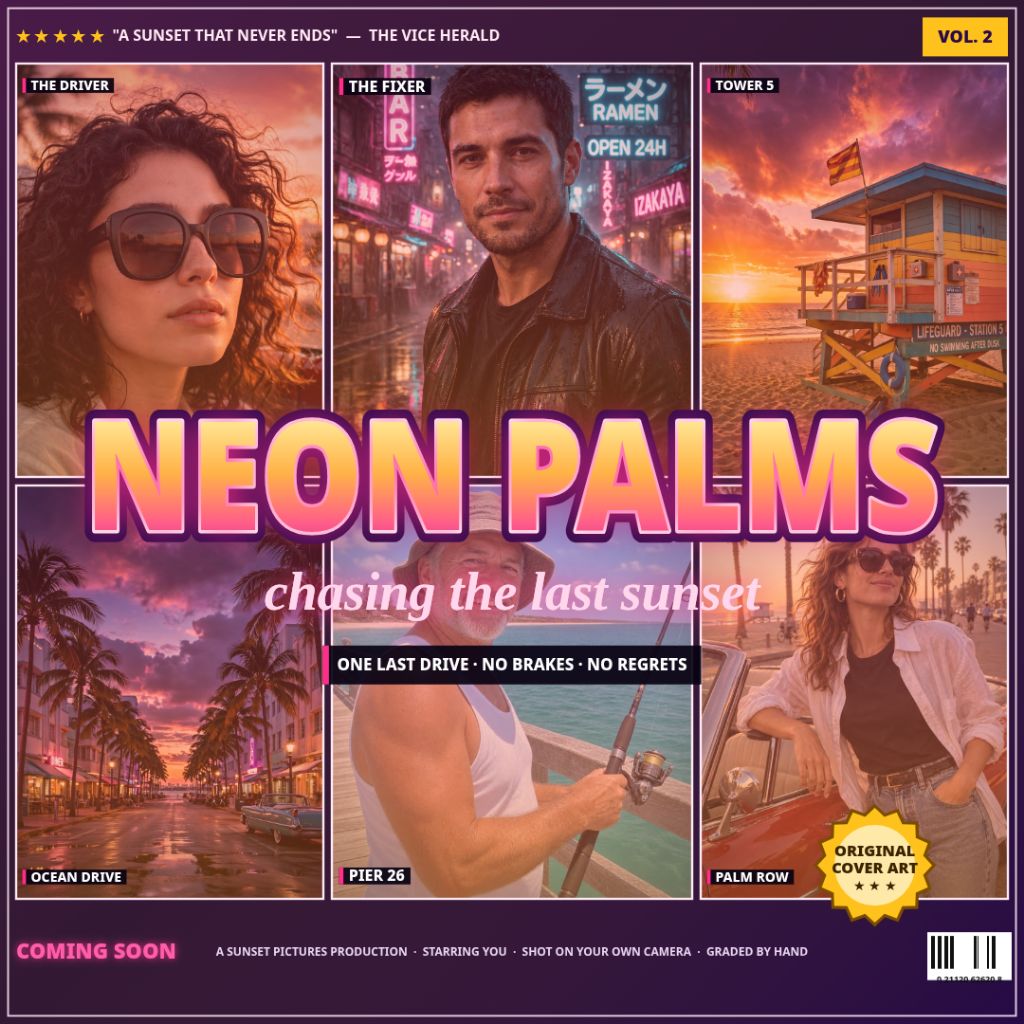 ★★★★★ "A SUNSET THAT NEVER ENDS" — THE VICE HERALD
VOL. 2
THE DRIVER
THE FIXER
BAR
ラーメン
RAMEN
OPEN 24H
IZAKAYA
IZAKAYA
TOWER 5
LIFEGUARD - STATION 5
NO SWIMMING AFTER DUSK
NEON PALMS
chasing the last sunset
ONE LAST DRIVE · NO BRAKES · NO REGRETS
OCEAN DRIVE
PIER 26
PALM ROW
ORIGINAL
COVER ART
★ ★ ★
COMING SOON
A SUNSET PICTURES PRODUCTION · STARRING YOU · SHOT ON YOUR OWN CAMERA · GRADED BY HAND